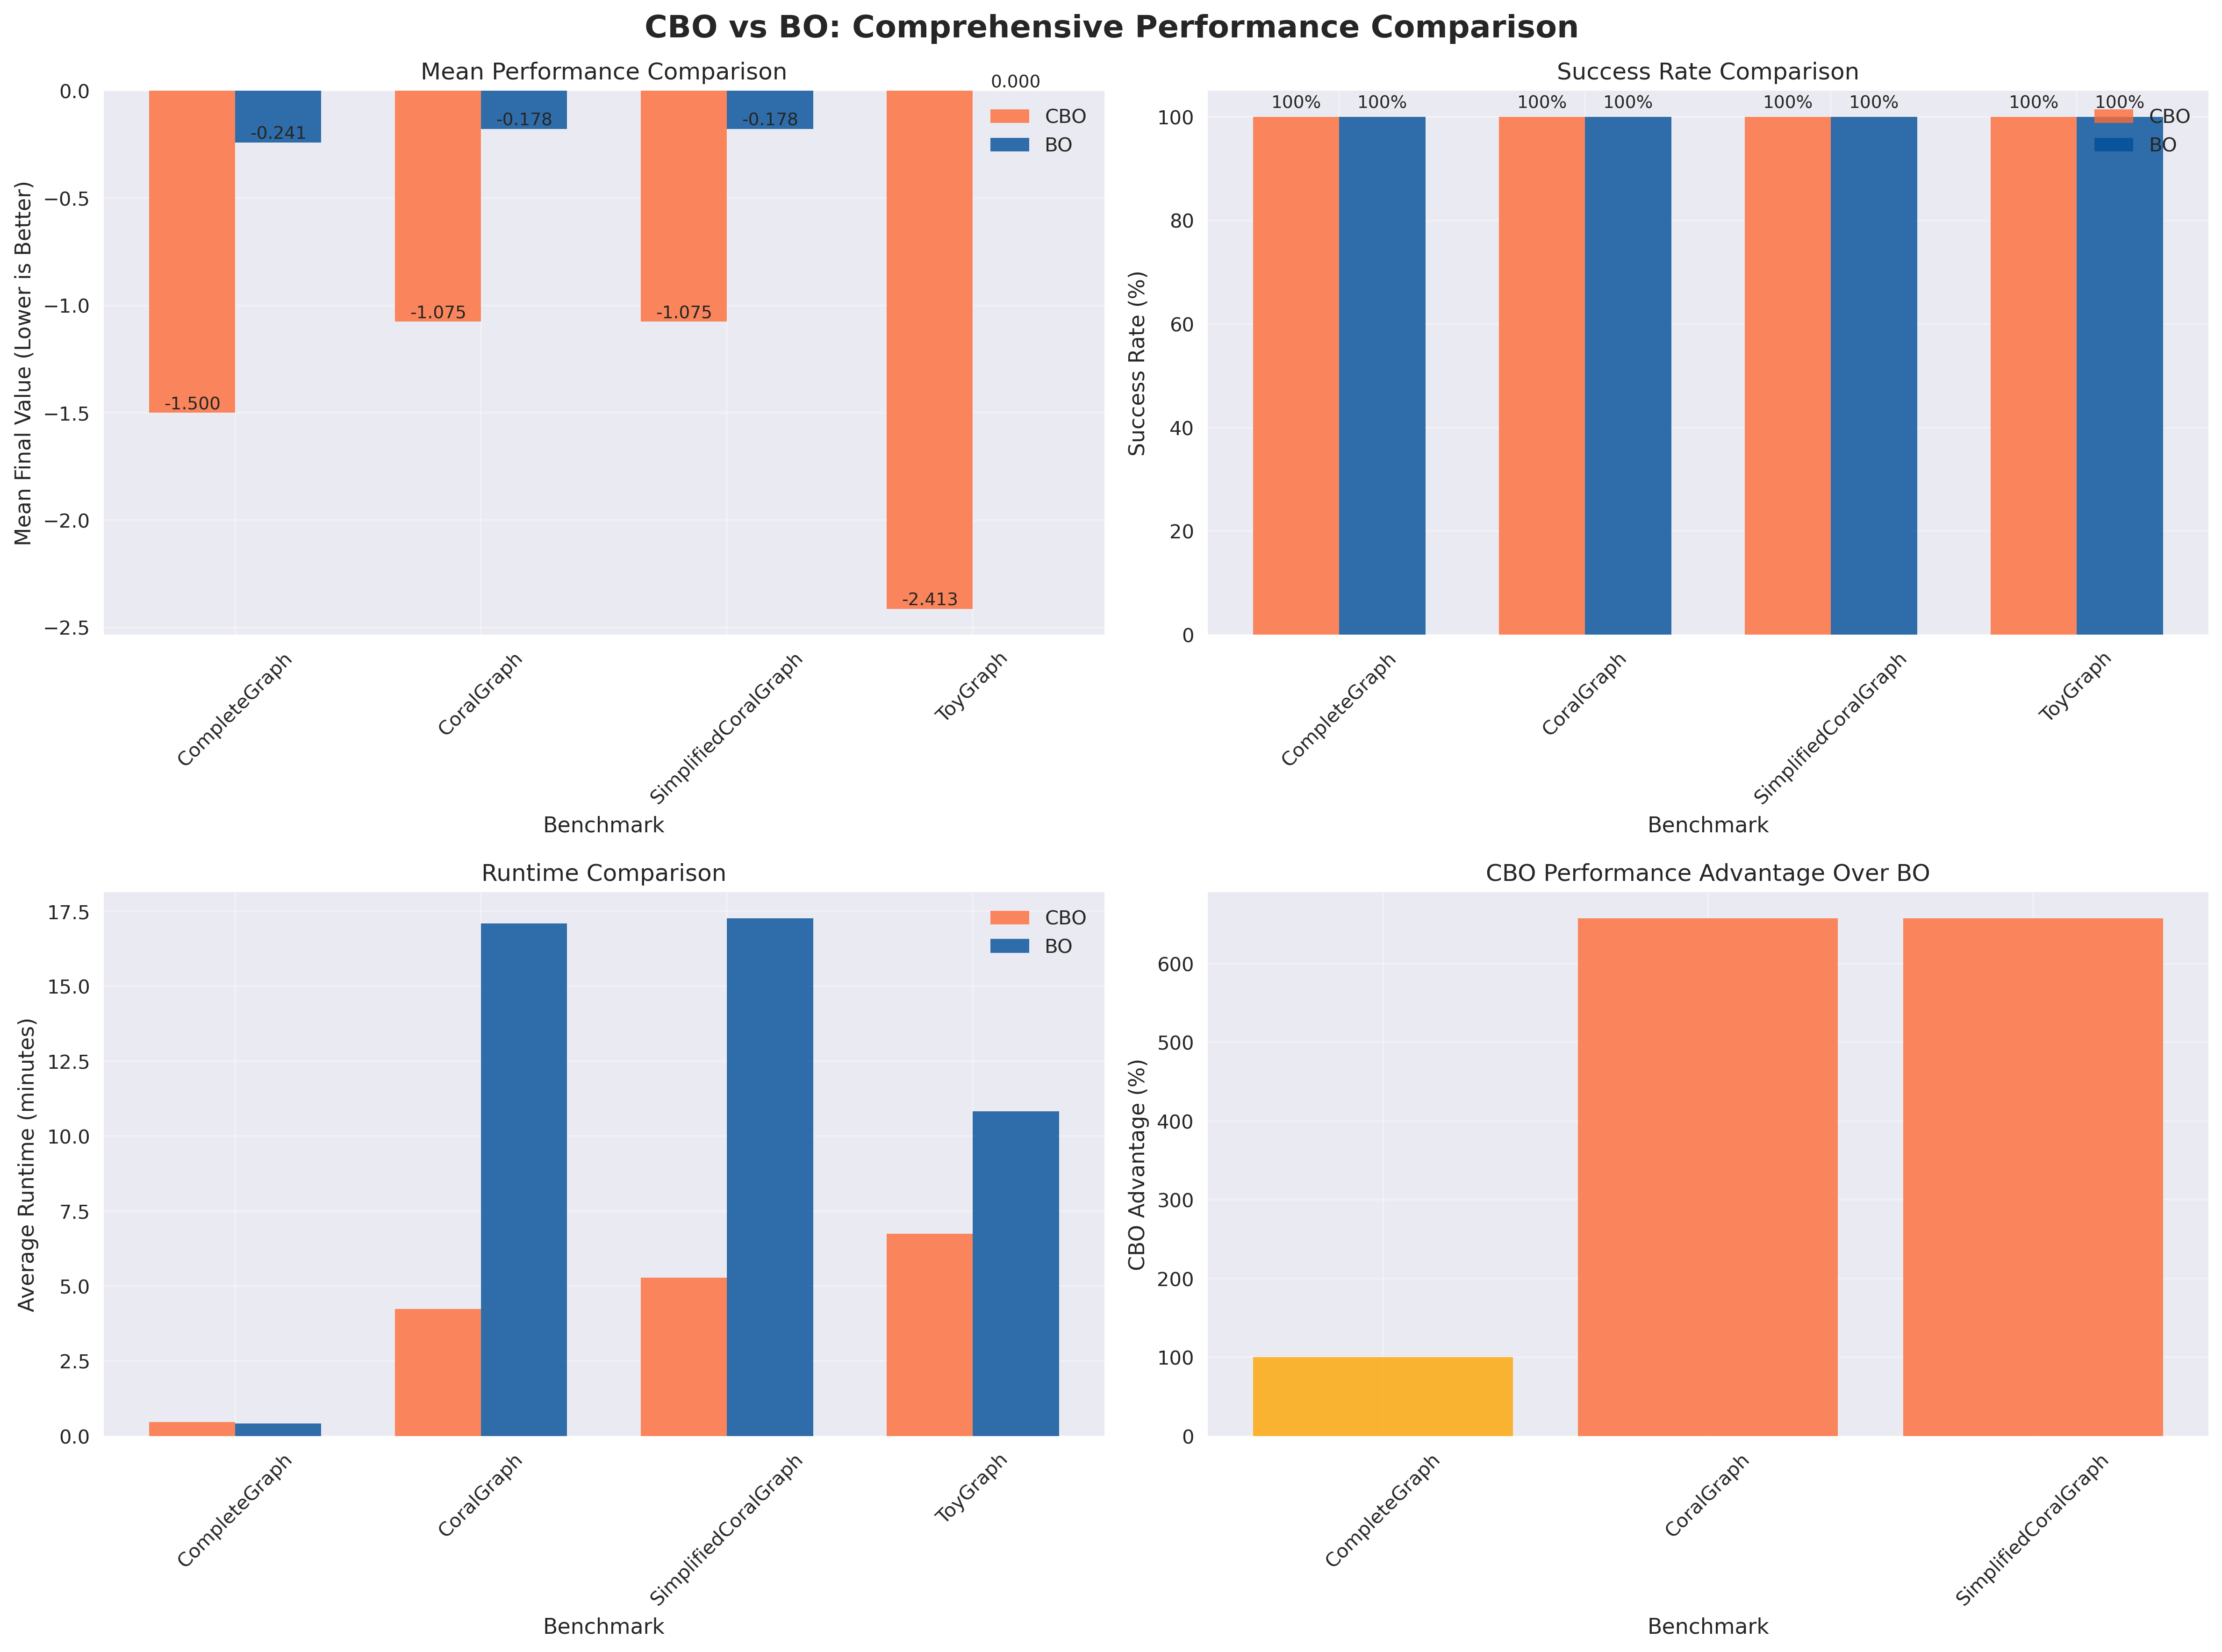 CBO vs BO: Comprehensive Performance Comparison
Mean Performance Comparison
Mean Final Value (Lower is Better)
0.0
−0.5
−1.0
−1.5
−2.0
−2.5
-1.500
-0.241
-1.075
-0.178
-1.075
-0.178
-2.413
0.000
CBO
BO
CompleteGraph
CoralGraph
SimplifiedCoralGraph
ToyGraph
Benchmark
Success Rate Comparison
Success Rate (%)
100
80
60
40
20
0
100%
100%
100%
100%
100%
100%
100%
100%
CBO
BO
CompleteGraph
CoralGraph
SimplifiedCoralGraph
ToyGraph
Benchmark
Runtime Comparison
Average Runtime (minutes)
17.5
15.0
12.5
10.0
7.5
5.0
2.5
0.0
CBO
BO
CompleteGraph
CoralGraph
SimplifiedCoralGraph
ToyGraph
Benchmark
CBO Performance Advantage Over BO
CBO Advantage (%)
600
500
400
300
200
100
0
CompleteGraph
CoralGraph
SimplifiedCoralGraph
Benchmark